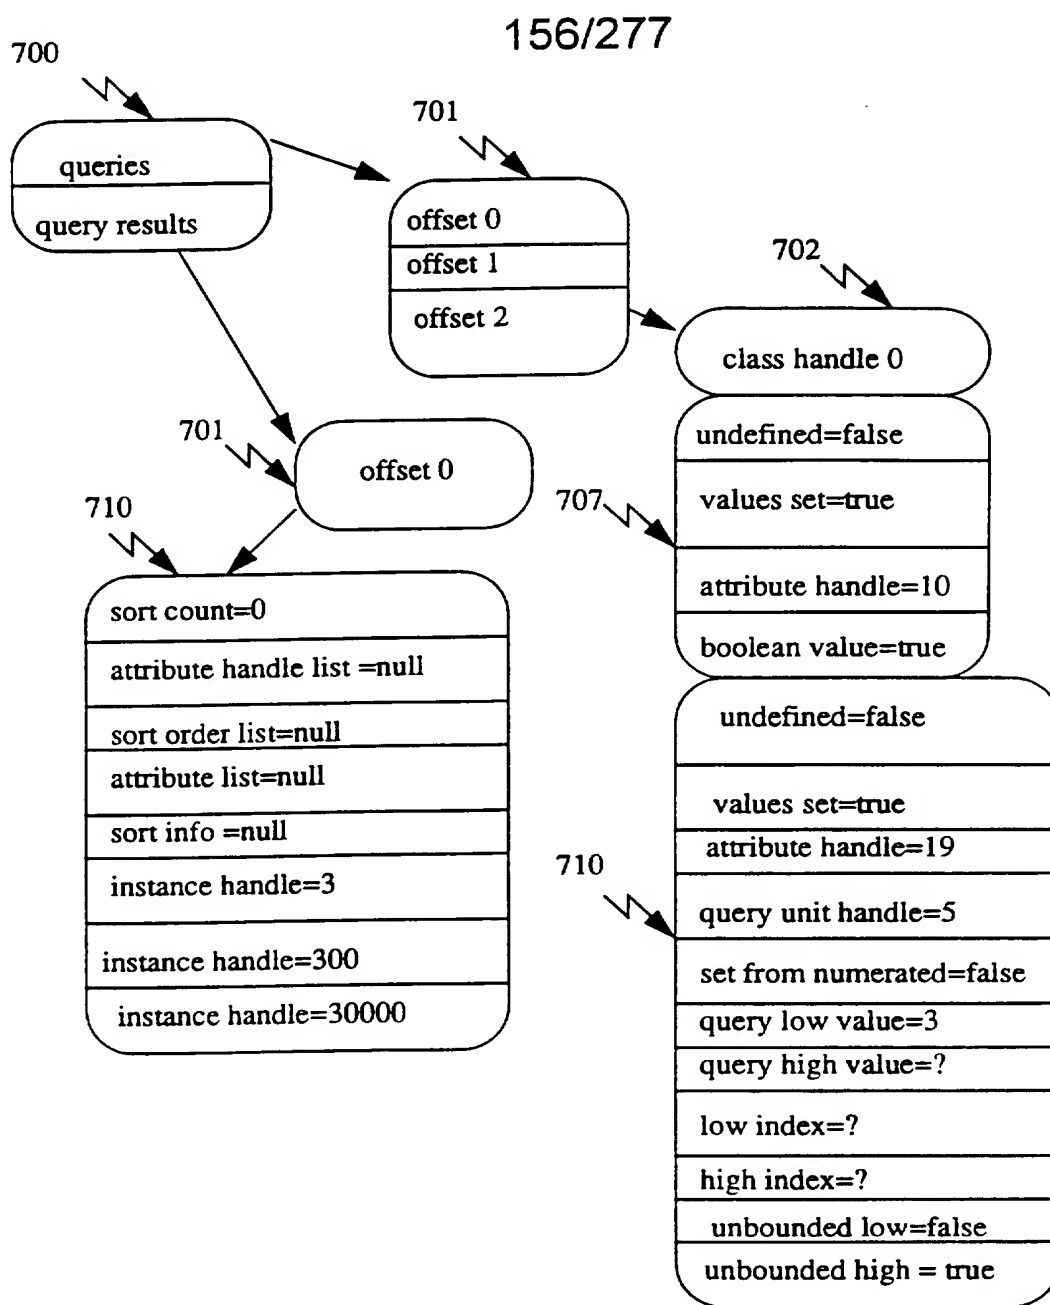 156/277
700
queries
query results
701
offset 0
offset 1
offset 2
702
class handle 0
undefined=false
values set=true
707
attribute handle=10
boolean value=true
701
offset 0
710
sort count=0
attribute handle list =null
sort order list=null
attribute list=null
sort info =null
instance handle=3
instance handle=300
instance handle=30000
undefined=false
values set=true
attribute handle=19
710
query unit handle=5
set from numerated=false
query low value=3
query high value=?
low index=?
high index=?
unbounded low=false
unbounded high = true